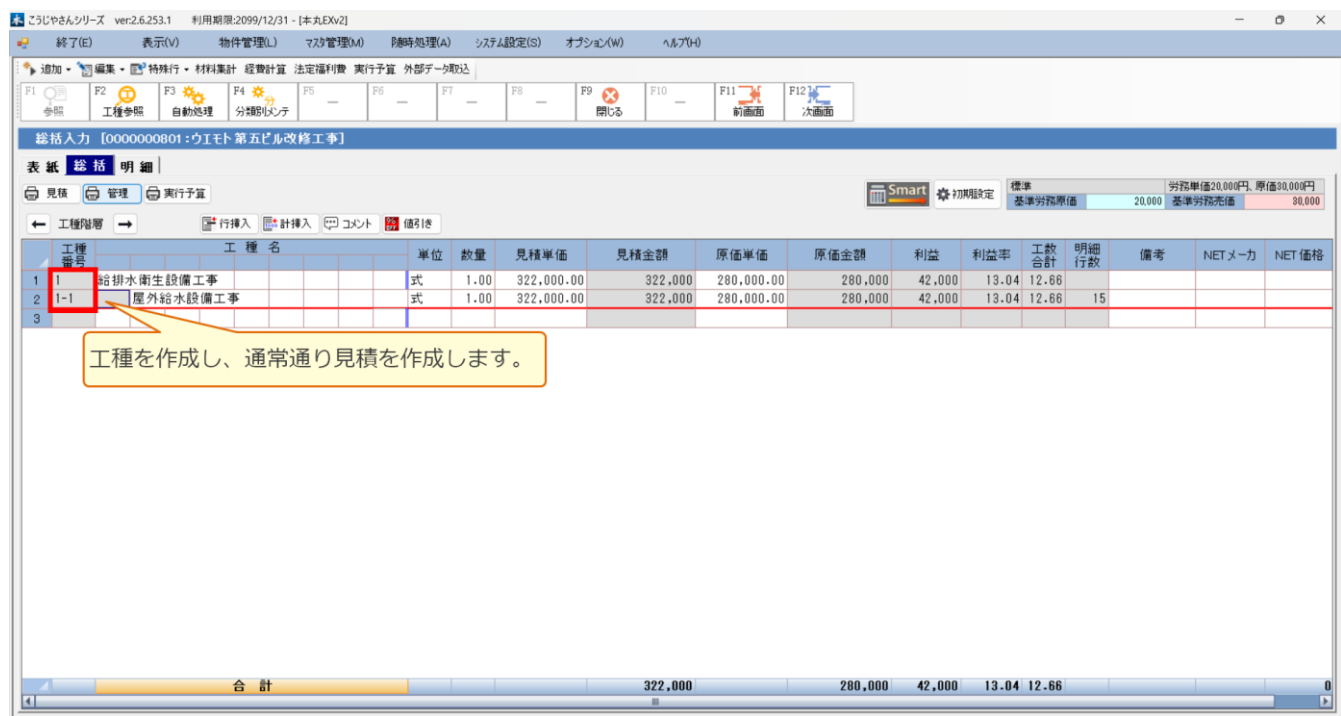 こうじやさんシリーズ ver:2.6.253.1 利用期限:2099/12/31 - [本丸EXv2]
終了(E) 表示(V) 物件管理(L) マスタ管理(M) 随時処理(A) システム設定(S) オプション(W) ヘルプ(H)
追加 編集 特殊行 材料集計 経費計算 法定福利費 実行予算 外部データ取込
F1 参照 F2 工種参照 F3 自動処理 F4 分類別メンテ F5 F6 F7 F8 F9 閉じる F10 F11 前画面 F12 次画面
総括入力 [0000000801:ウエモト第五ビル改修工事]
表紙 総括 明細
見積 管理 実行予算 Smart 初期設定 標準 労務単価20,000円、原価30,000円
基準労務原価 20,000 基準労務売価 30,000
← 工種階層 → 行挿入 計挿入 コメント 値引き
工種番号 工種名 単位 数量 見積単価 見積金額 原価単価 原価金額 利益 利益率 工数合計 明細行数 備考 NETメーカ NET価格
1 1 給排水衛生設備工事 式 1.00 322,000.00 322,000 280,000.00 280,000 42,000 13.04 12.66
2 1-1 屋外給水設備工事 式 1.00 322,000.00 322,000 280,000.00 280,000 42,000 13.04 12.66 15
3
工種を作成し、通常通り見積を作成します。
合計 322,000 280,000 42,000 13.04 12.66 0